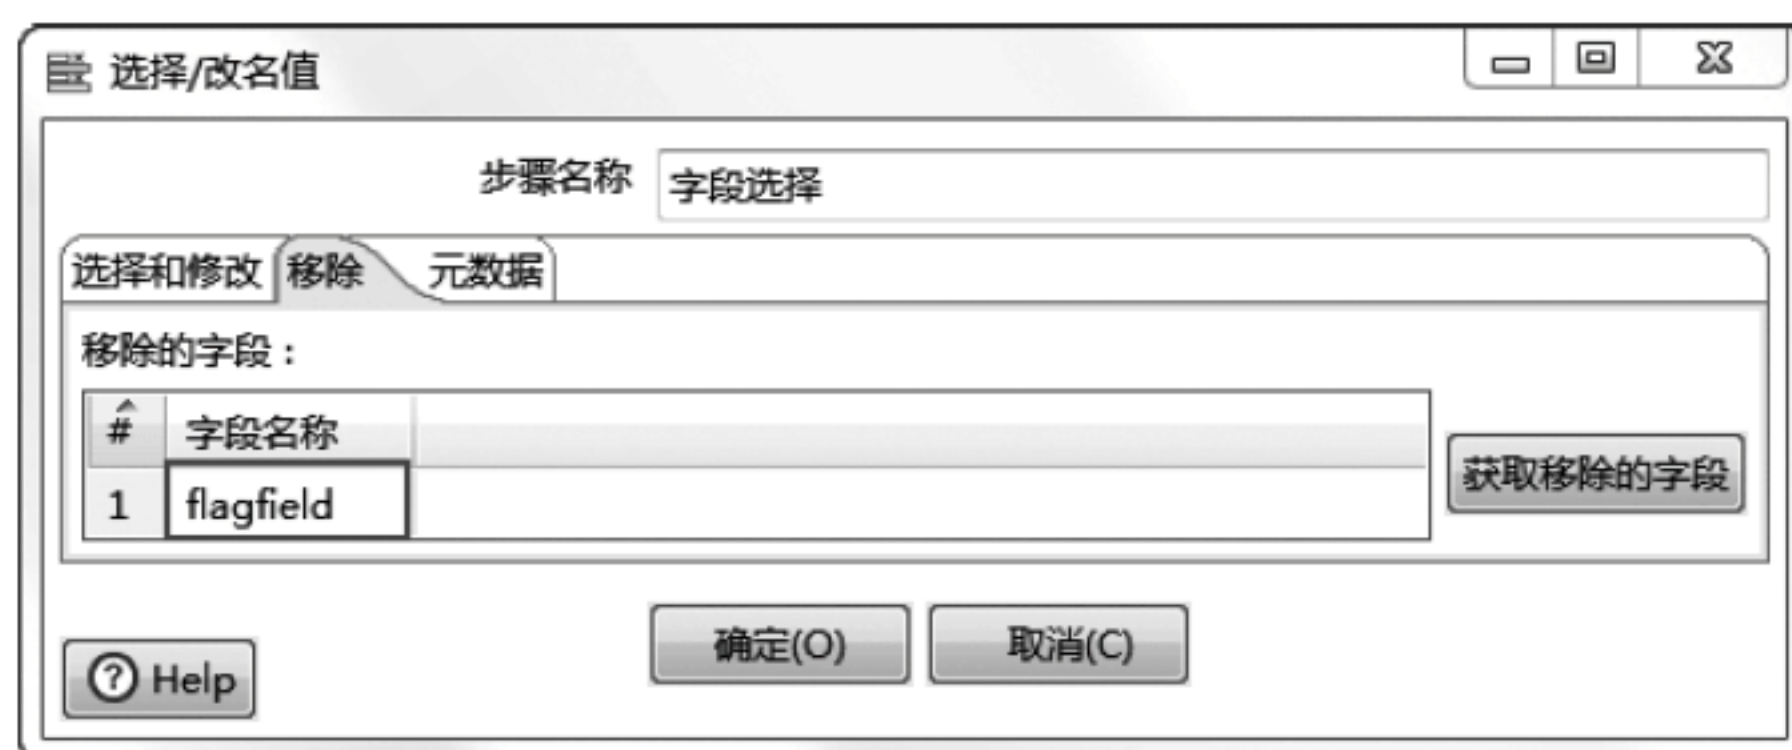 选择/改名值
步骤名称 字段选择
选择和修改 移除 元数据
移除的字段：
# 字段名称
1 flagfield
获取移除的字段
确定(O) 取消(C)
? Help